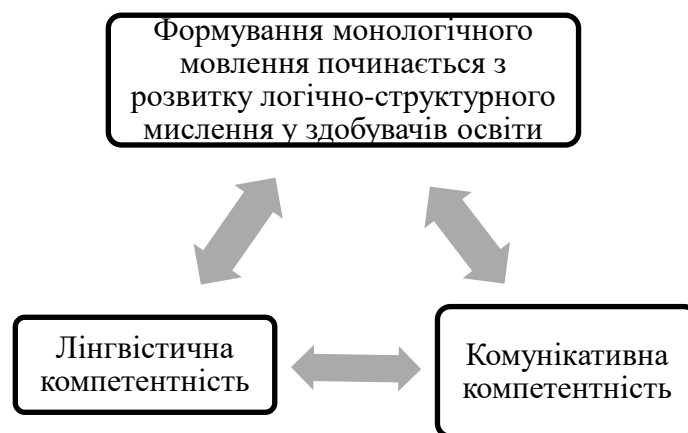 Формування монологічного
мовлення починається з
розвитку логічно-структурного
мислення у здобувачів освіти
Лінгвістична
компетентність
Комунікативна
компетентність